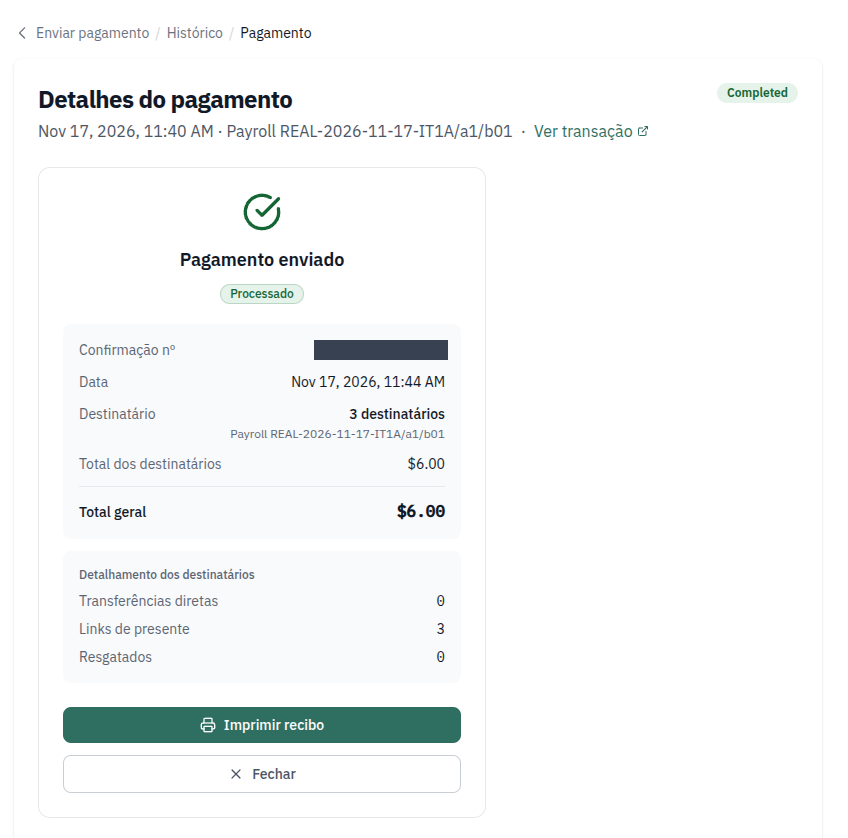 Enviar pagamento / Histórico / Pagamento
Detalhes do pagamento
Completed
Nov 17, 2026, 11:40 AM · Payroll REAL-2026-11-17-IT1A/a1/b01 · Ver transação
Pagamento enviado
Processado
Confirmação nº
Data Nov 17, 2026, 11:44 AM
Destinatário 3 destinatários
Payroll REAL-2026-11-17-IT1A/a1/b01
Total dos destinatários $6.00
Total geral $6.00
Detalhamento dos destinatários
Transferências diretas 0
Links de presente 3
Resgatados 0
Imprimir recibo
Fechar